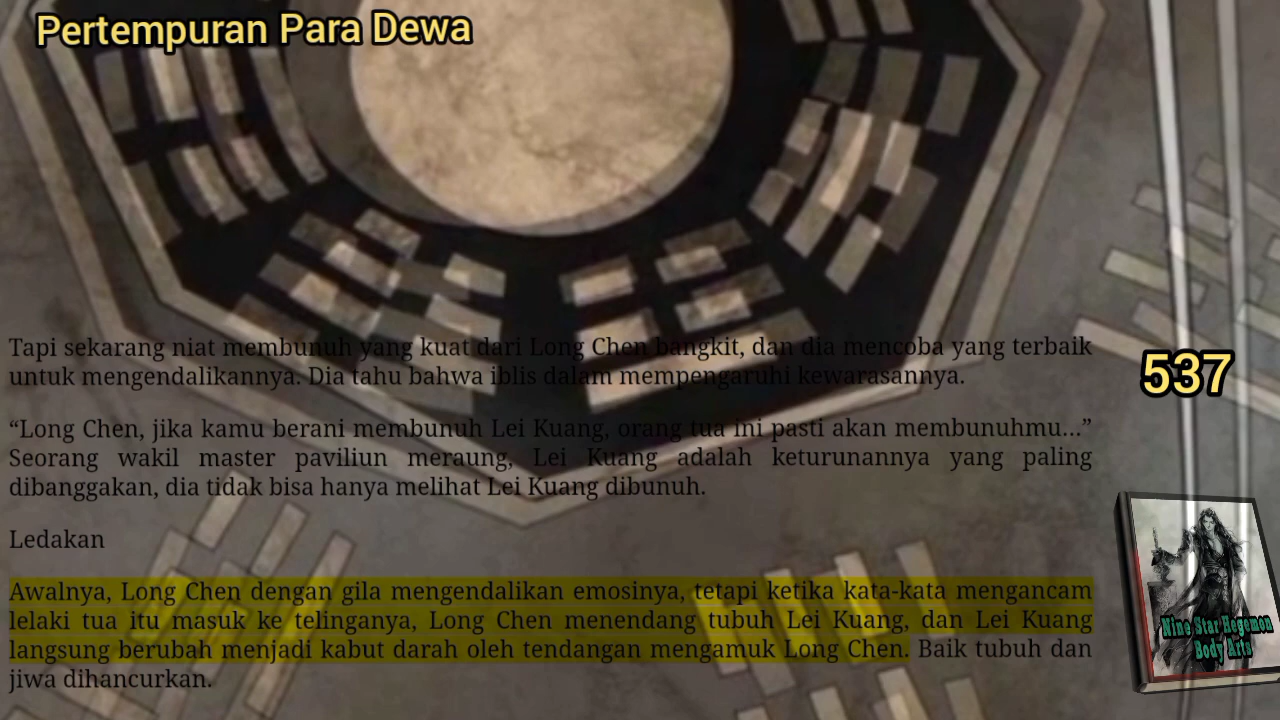 Pertempuran Para Dewa
Tapi sekarang niat membunuh yang kuat dari Long Chen bangkit, dan dia mencoba yang terbaik
untuk mengendalikannya. Dia tahu bahwa iblis dalam mempengaruhi kewarasannya.
537
“Long Chen, jika kamu berani membunuh Lei Kuang, orang tua ini pasti akan membunuhmu...”
Seorang wakil master paviliun meraung, Lei Kuang adalah keturunannya yang paling
dibanggakan, dia tidak bisa hanya melihat Lei Kuang dibunuh.
Ledakan
Awalnya, Long Chen dengan gila mengendalikan emosinya, tetapi ketika kata-kata mengancam
lelaki tua itu masuk ke telinganya, Long Chen menendang tubuh Lei Kuang, dan Lei Kuang
langsung berubah menjadi kabut darah oleh tendangan mengamuk Long Chen. Baik tubuh dan
jiwa dihancurkan.
Nine Star Hegemon
Body Arts